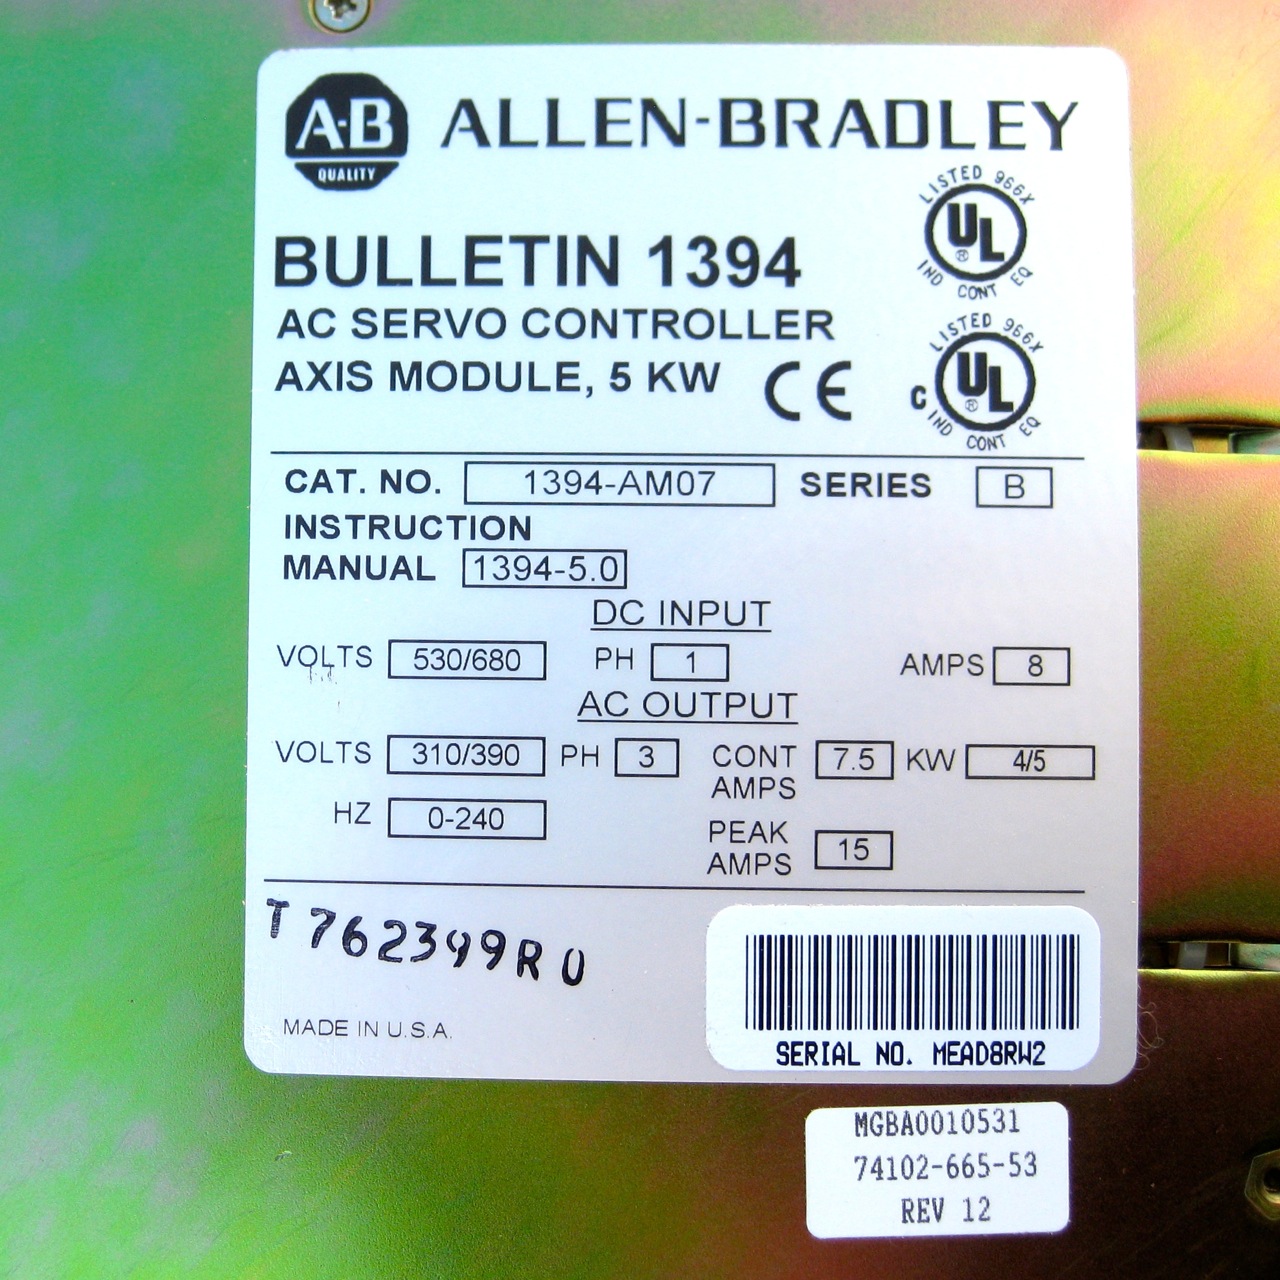 A-B
QUALITY
ALLEN-BRADLEY
LISTED 966X
UL
®
IND CONT EQ
BULLETIN 1394
AC SERVO CONTROLLER
AXIS MODULE, 5 KW
CE
LISTED 966X
C UL
®
IND CONT EQ
CAT. NO. 1394-AM07 SERIES B
INSTRUCTION
MANUAL 1394-5.0
DC INPUT
VOLTS 530/680 PH 1 AMPS 8
AC OUTPUT
VOLTS 310/390 PH 3 CONT AMPS 7.5 KW 4/5
HZ 0-240 PEAK AMPS 15
T762399R0
MADE IN U.S.A.
SERIAL NO. MEAD8RW2
MGBA0010531
74102-665-53
REV 12